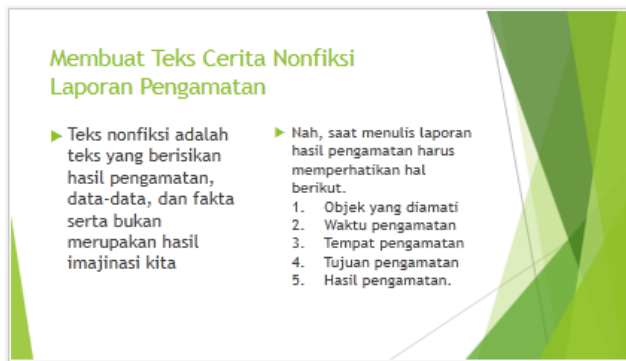 Membuat Teks Cerita Nonfiksi
Laporan Pengamatan
Teks nonfiksi adalah
teks yang berisikan
hasil pengamatan,
data-data, dan fakta
serta bukan
merupakan hasil
imajinasi kita
Nah, saat menulis laporan
hasil pengamatan harus
memperhatikan hal
berikut.
1. Objek yang diamati
2. Waktu pengamatan
3. Tempat pengamatan
4. Tujuan pengamatan
5. Hasil pengamatan.